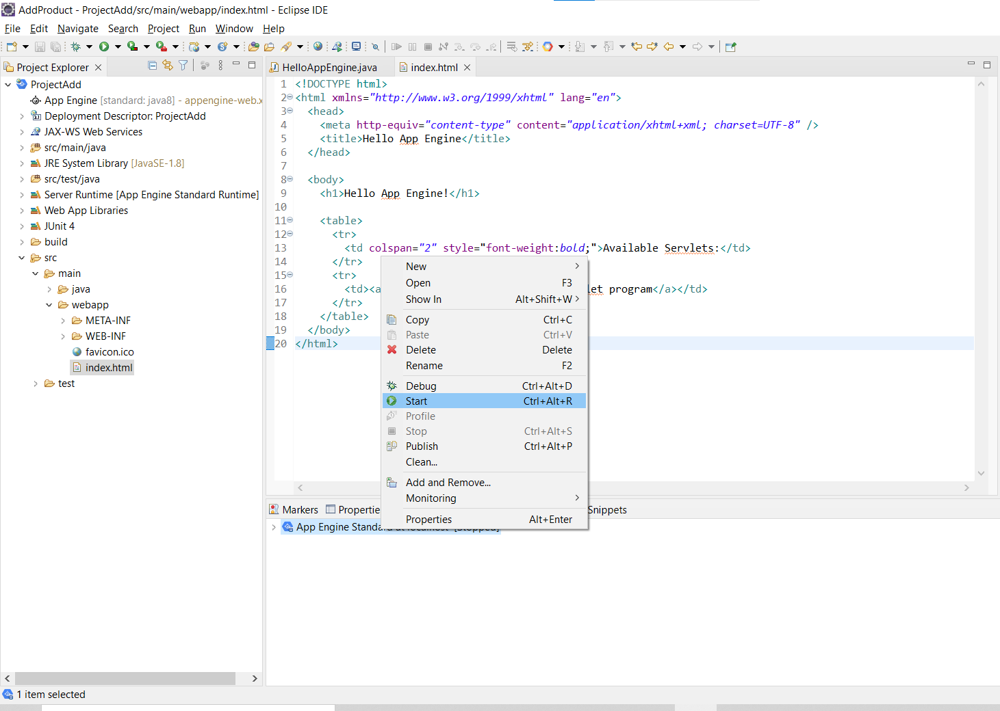 AddProduct - ProjectAdd/src/main/webapp/index.html - Eclipse IDE
File Edit Navigate Search Project Run Window Help
Project Explorer
HelloAppEngine.java
index.html
ProjectAdd
App Engine [standard: java8] - appengine-web.x
Deployment Descriptor: ProjectAdd
JAX-WS Web Services
src/main/java
JRE System Library [JavaSE-1.8]
src/test/java
Server Runtime [App Engine Standard Runtime]
Web App Libraries
JUnit 4
build
src
main
java
webapp
META-INF
WEB-INF
favicon.ico
index.html
test
1 <!DOCTYPE html>
2 <html xmlns="http://www.w3.org/1999/xhtml" lang="en">
3 <head>
4 <meta http-equiv="content-type" content="application/xhtml+xml; charset=UTF-8" />
5 <title>Hello App Engine</title>
6 </head>
7
8 <body>
9 <h1>Hello App Engine!</h1>
10
11 <table>
12 <tr>
13 <td colspan="2" style="font-weight:bold;">Available Servlets:</td>
14 </tr>
15 <tr>
16 <td><a let program</a></td>
17 </tr>
18 </table>
19 </body>
20 </html>
New
Open F3
Show In Alt+Shift+W
Copy Ctrl+C
Paste Ctrl+V
Delete Delete
Rename F2
Debug Ctrl+Alt+D
Start Ctrl+Alt+R
Profile
Stop Ctrl+Alt+S
Publish Ctrl+Alt+P
Clean...
Add and Remove...
Monitoring
Properties Alt+Enter
Markers Propertie Snippets
App Engine Standard at localhost [Stopped]
1 item selected